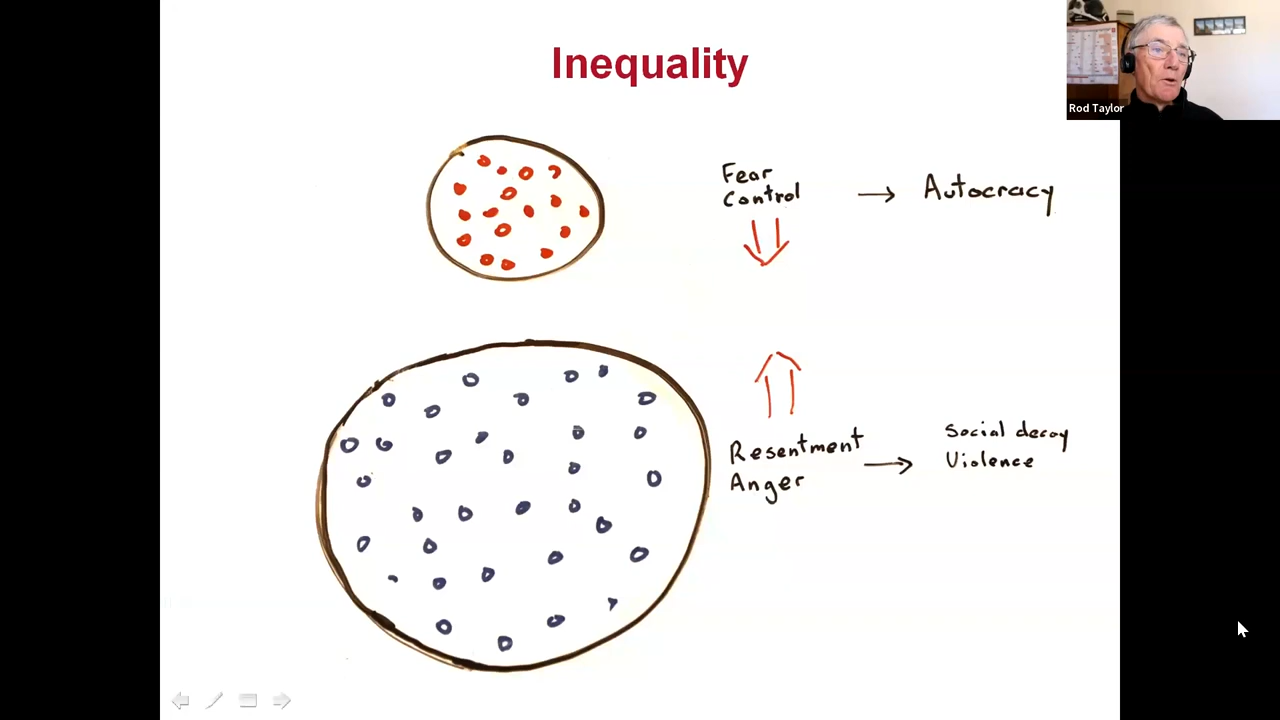 Inequality
Rod Taylor
Fear
Control
→ Autocracy
Resentment
Anger
→ Social decay
Violence